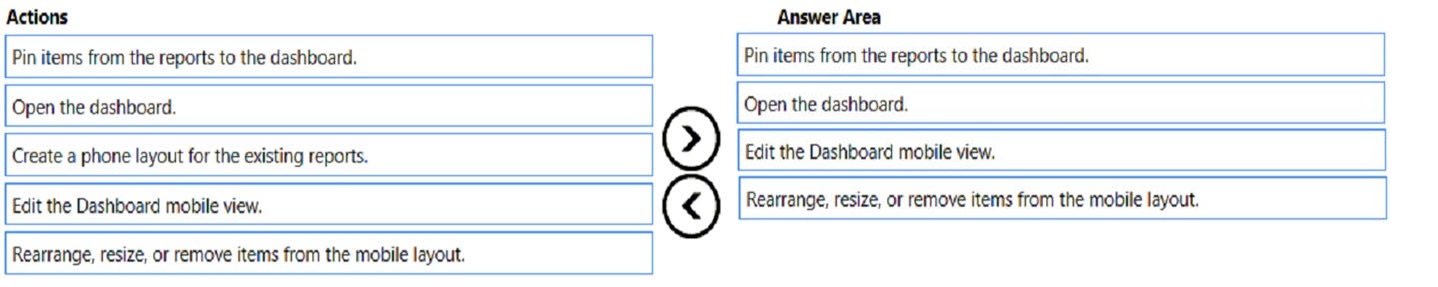 Actions
Answer Area
Pin items from the reports to the dashboard.
Open the dashboard.
Create a phone layout for the existing reports.
Edit the Dashboard mobile view.
Rearrange, resize, or remove items from the mobile layout.
Pin items from the reports to the dashboard.
Open the dashboard.
Edit the Dashboard mobile view.
Rearrange, resize, or remove items from the mobile layout.